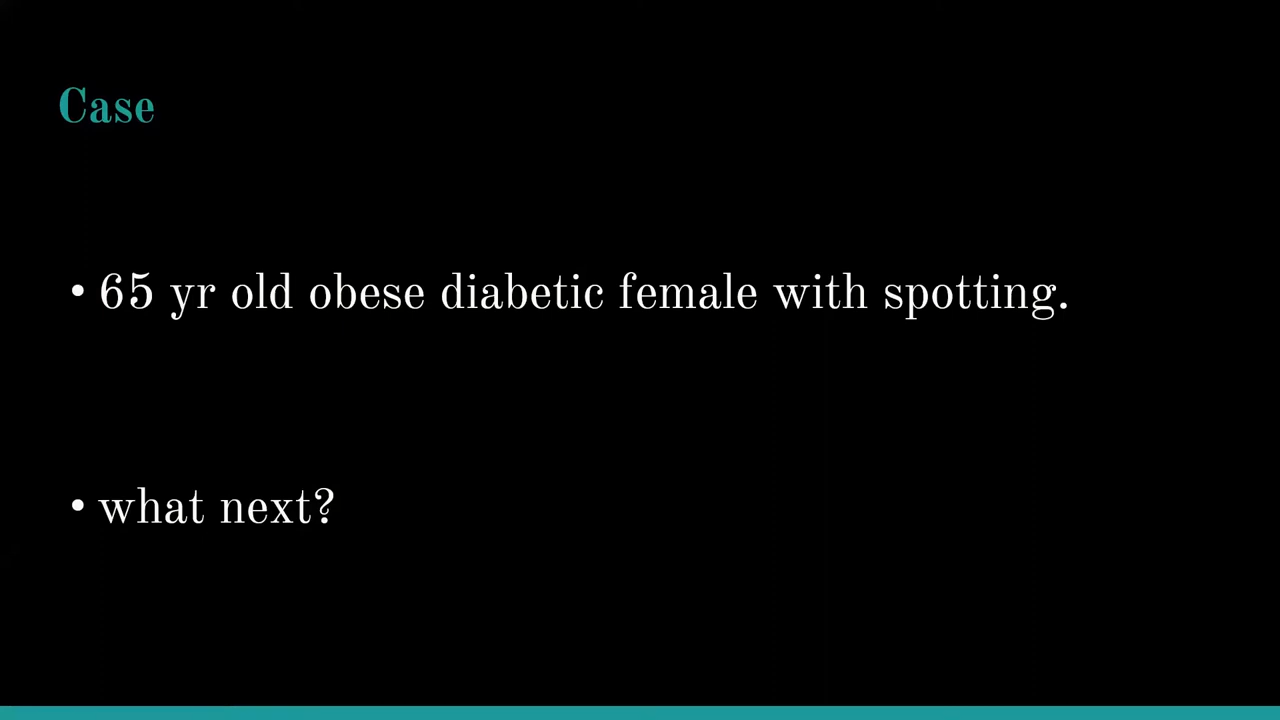 Case
• 65 yr old obese diabetic female with spotting.
• what next?